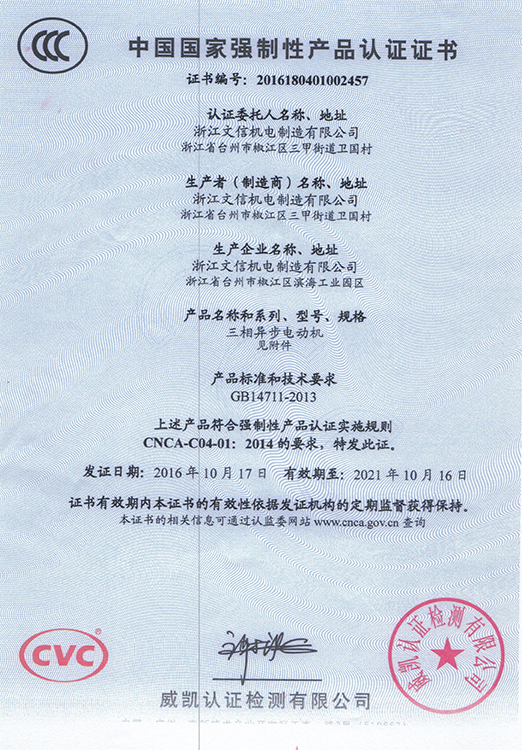 CCC
中国国家强制性产品认证证书
证书编号：2016180401002457
认证委托人名称、地址
浙江文信机电制造有限公司
浙江省台州市椒江区三甲街道卫国村
生产者（制造商）名称、地址
浙江文信机电制造有限公司
浙江省台州市椒江区三甲街道卫国村
生产企业名称、地址
浙江文信机电制造有限公司
浙江省台州市椒江区滨海工业园区
产品名称和系列、型号、规格
三相异步电动机
见附件
产品标准和技术要求
GB14711-2013
上述产品符合强制性产品认证实施规则
CNCA-C04-01：2014 的要求，特发此证。
发证日期：2016 年 10 月 17 日 有效期至：2021 年 10 月 16 日
证书有效期内本证书的有效性依据发证机构的定期监督获得保持。
本证书的相关信息可通过认监委网站 www.cnca.gov.cn 查询
CVC®
威凯认证检测有限公司
威凯认证检测有限公司